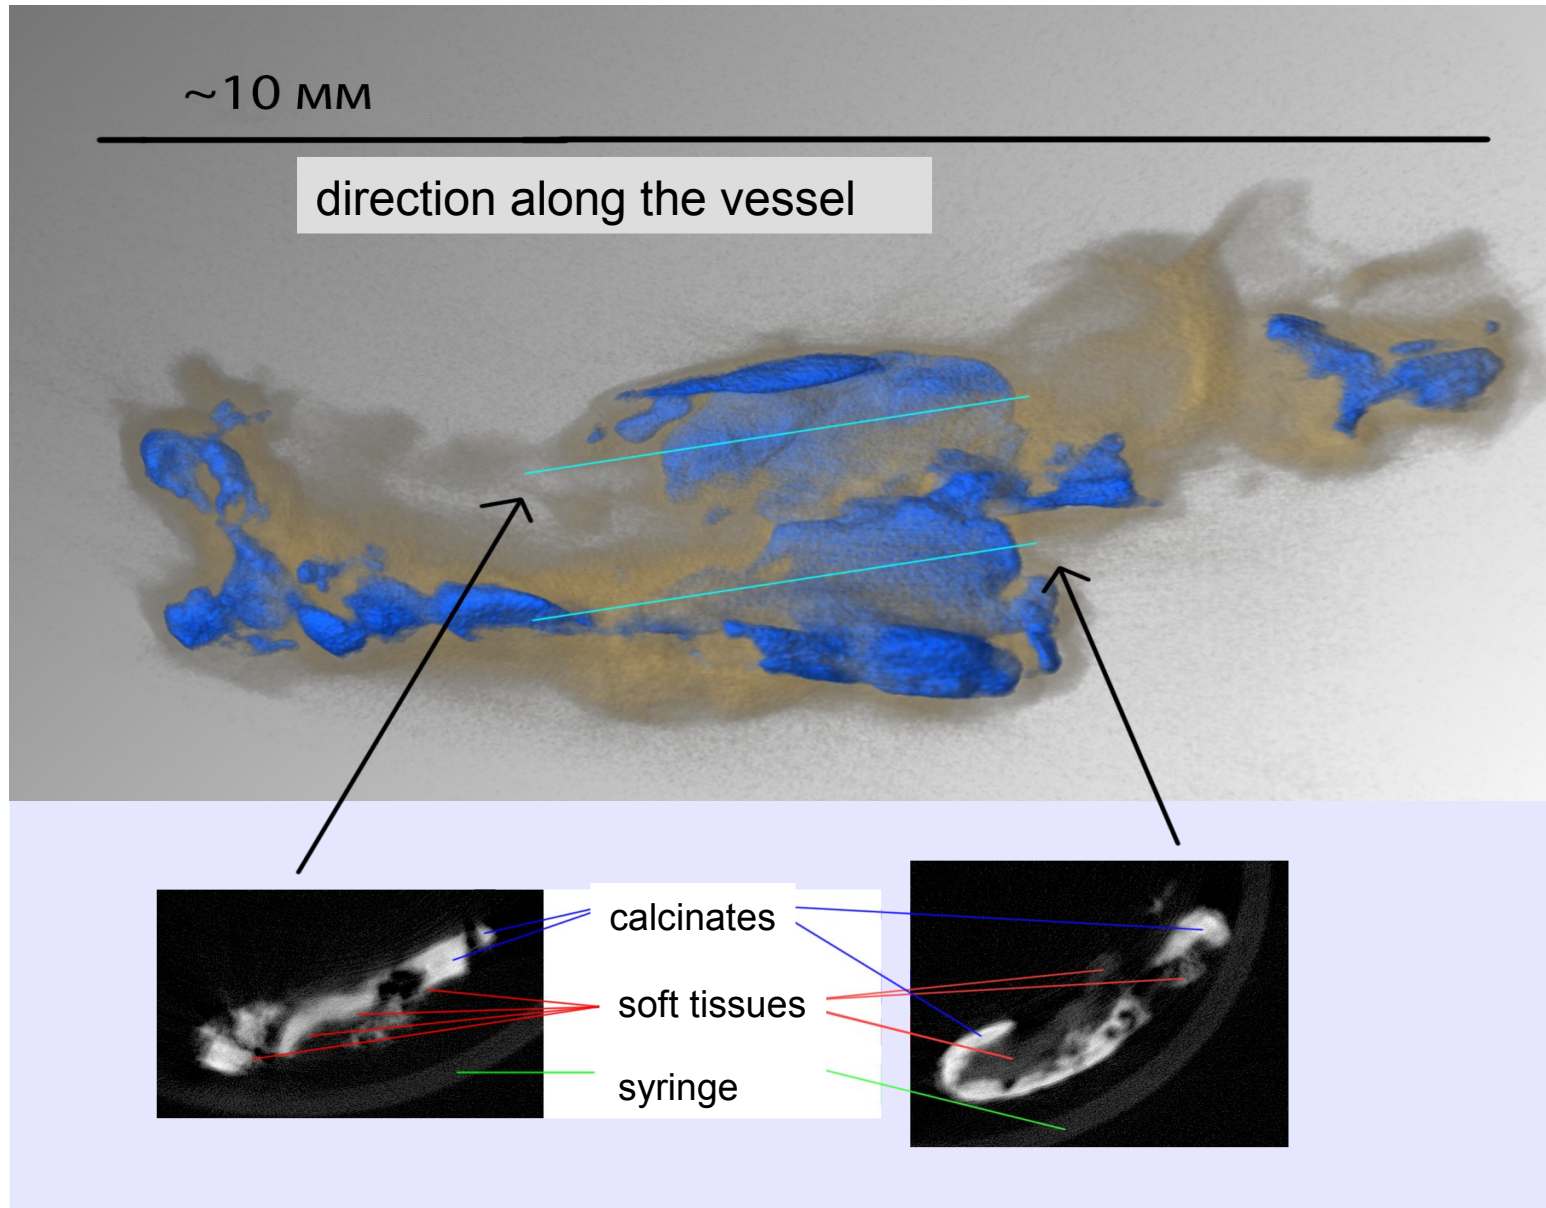 ~10 мм
direction along the vessel
calcinates
soft tissues
syringe